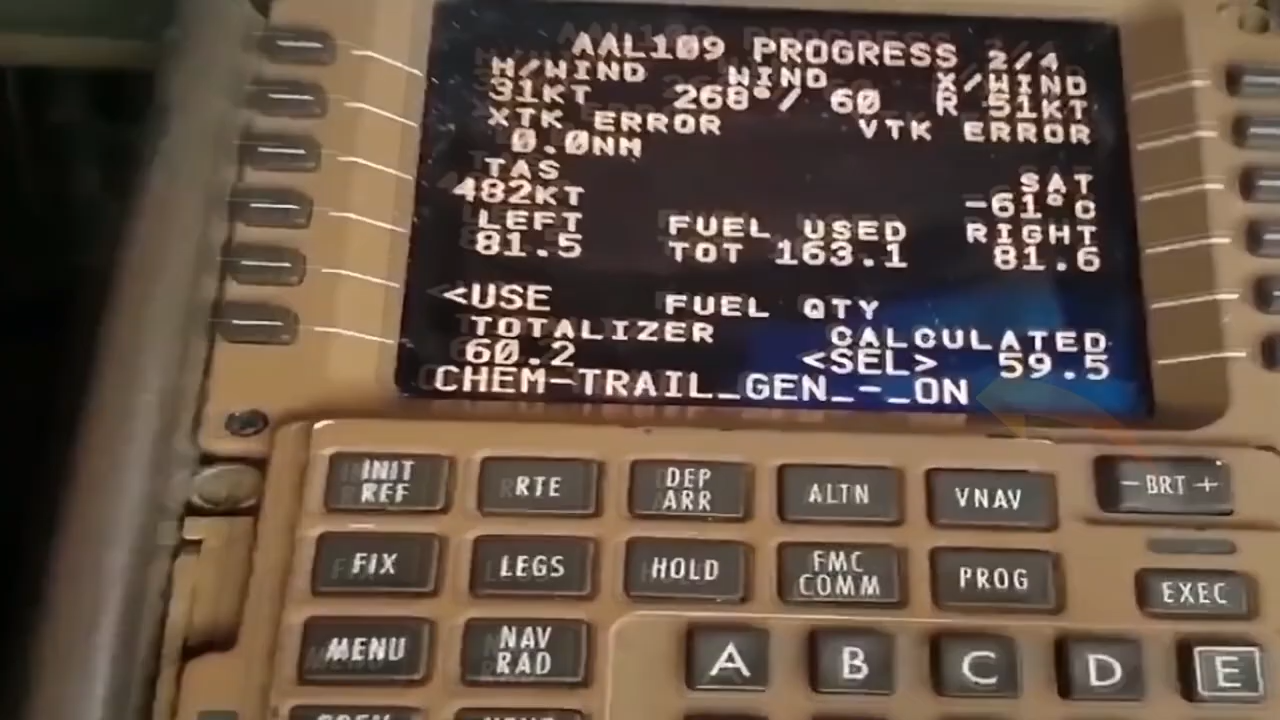 AAL109 PROGRESS 2/4
H/WIND WIND X/WIND
31KT 268°/ 60 R 51KT
XTK ERROR VTK ERROR
0.0NM
TAS SAT
482KT -61°C
LEFT FUEL USED RIGHT
81.5 TOT 163.1 81.6
<USE FUEL QTY
TOTALIZER CALCULATED
60.2 <SEL> 59.5
CHEM-TRAIL_GEN_-_ON
INIT REF RTE DEP ARR ALTN VNAV - BRT +
FIX LEGS HOLD FMC COMM PROG EXEC
MENU NAV RAD A B C D E